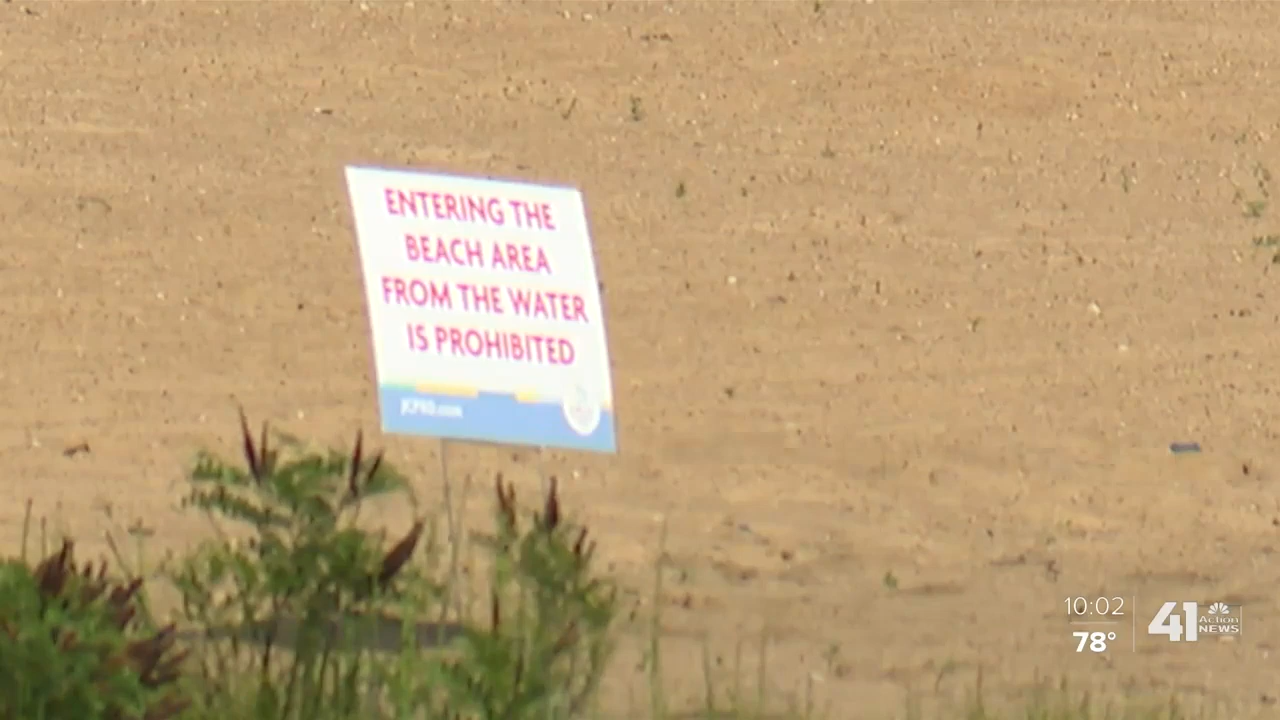 ENTERING THE
BEACH AREA
FROM THE WATER
IS PROHIBITED
JCPRD.com
10:02
78°
41 Action
NEWS